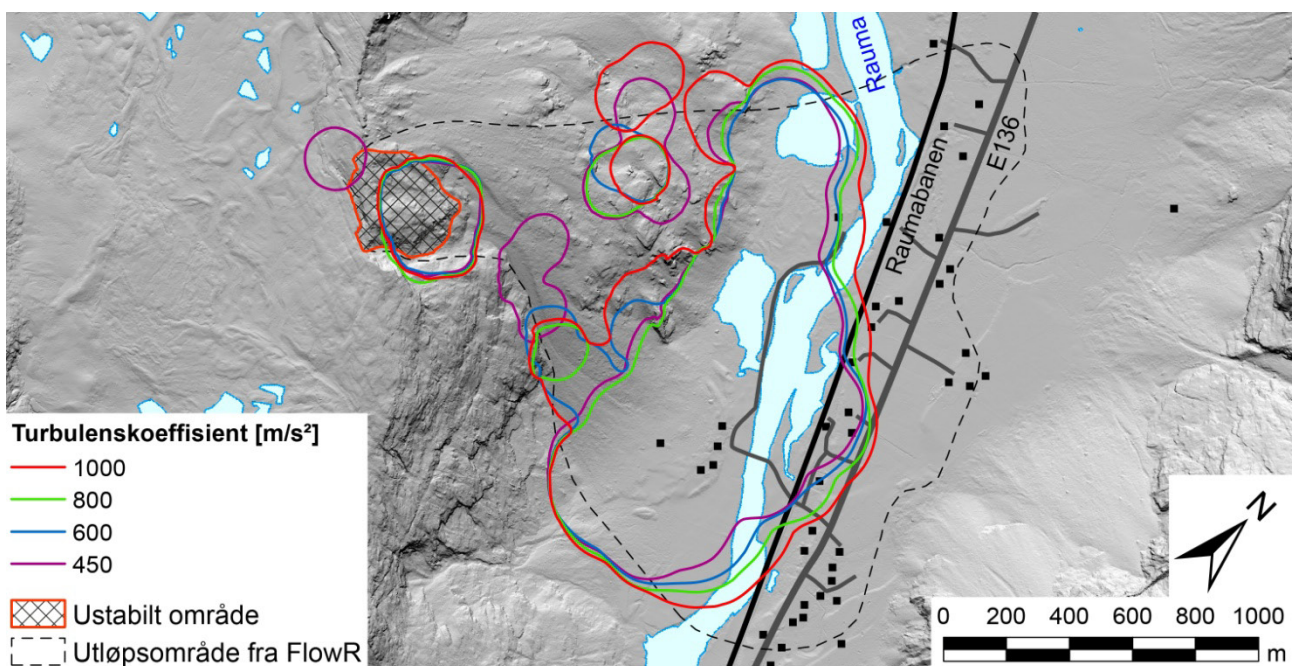 Rauma
Raumabanen
E136
Turbulenskoeffisient [m/s²]
1000
800
600
450
Ustabilt område
Utløpsområde fra FlowR
N
0 200 400 600 800 1000
m